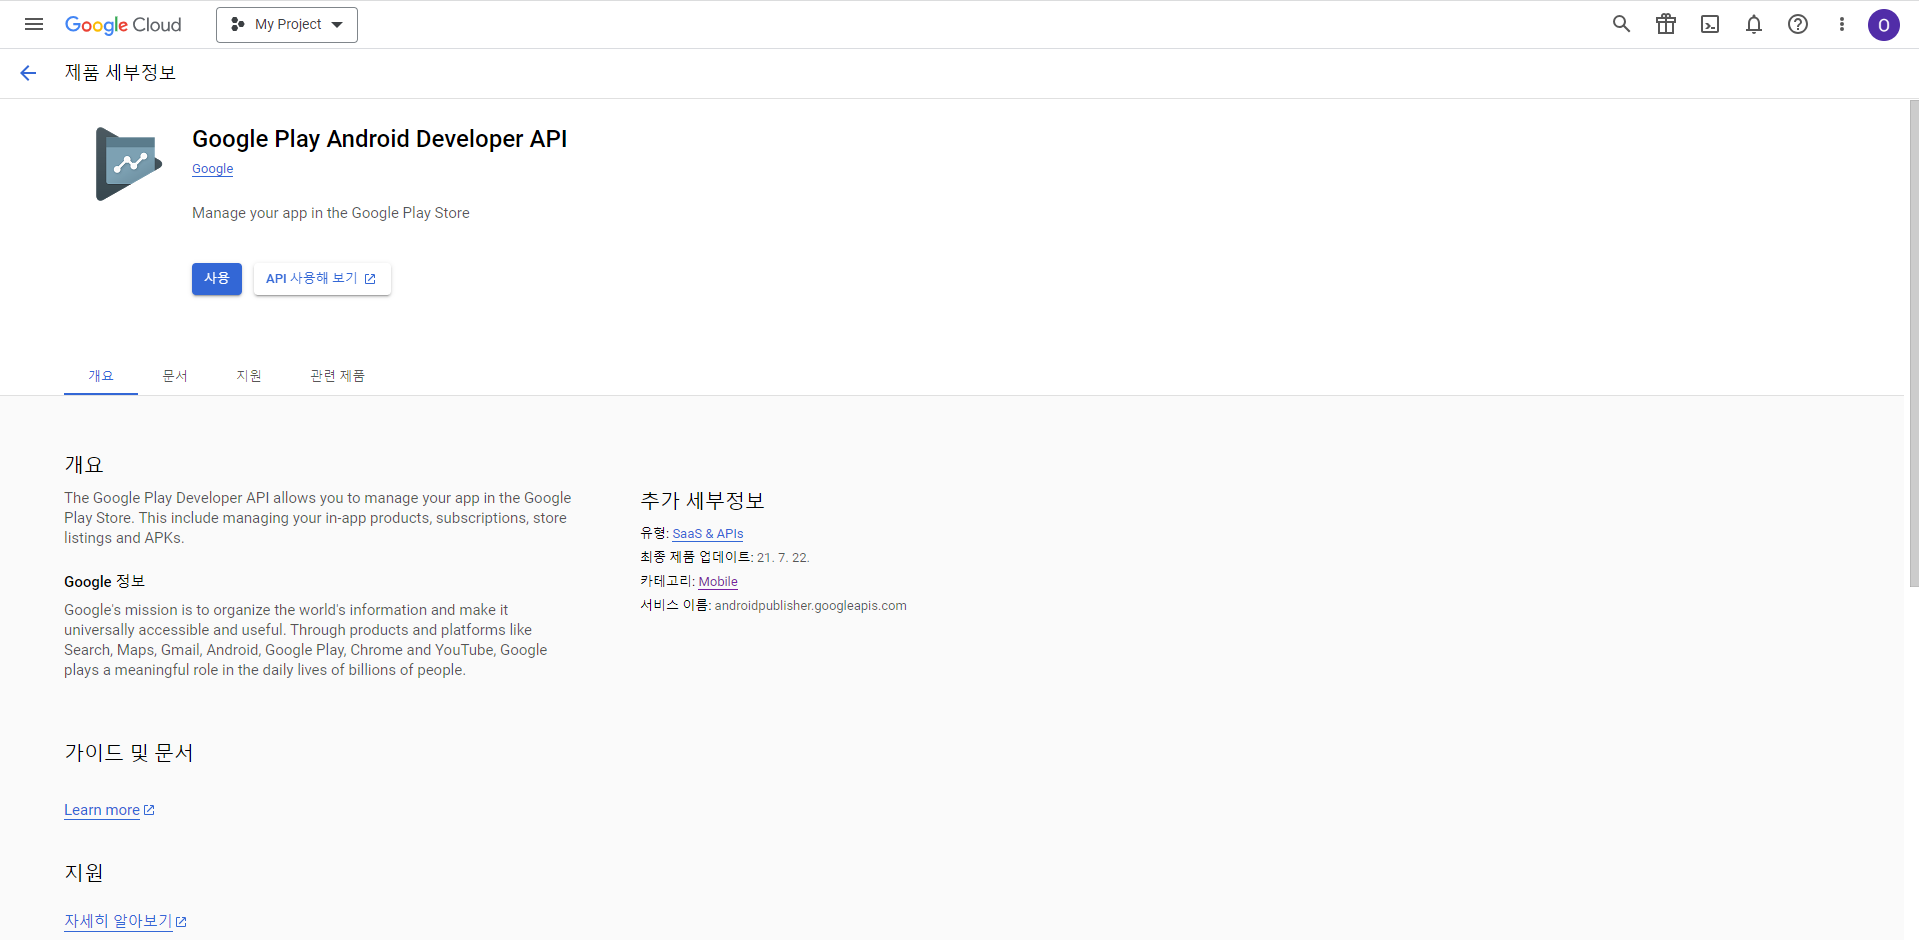 Google Cloud
My Project
O
제품 세부정보
Google Play Android Developer API
Google
Manage your app in the Google Play Store
사용
API 사용해 보기
개요
문서
지원
관련 제품
개요
The Google Play Developer API allows you to manage your app in the Google
Play Store. This include managing your in-app products, subscriptions, store
listings and APKs.
Google 정보
Google's mission is to organize the world's information and make it
universally accessible and useful. Through products and platforms like
Search, Maps, Gmail, Android, Google Play, Chrome and YouTube, Google
plays a meaningful role in the daily lives of billions of people.
추가 세부정보
유형: SaaS & APIs
최종 제품 업데이트: 21. 7. 22.
카테고리: Mobile
서비스 이름: androidpublisher.googleapis.com
가이드 및 문서
Learn more
지원
자세히 알아보기